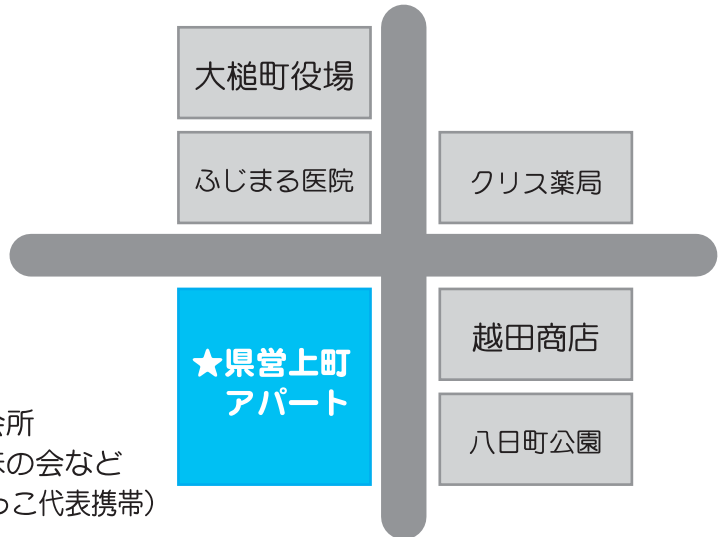 大槌町役場
ふじまる医院
クリス薬局
★県営上町
アパート
越田商店
八日町公園
会所
の会など
っこ代表携帯）